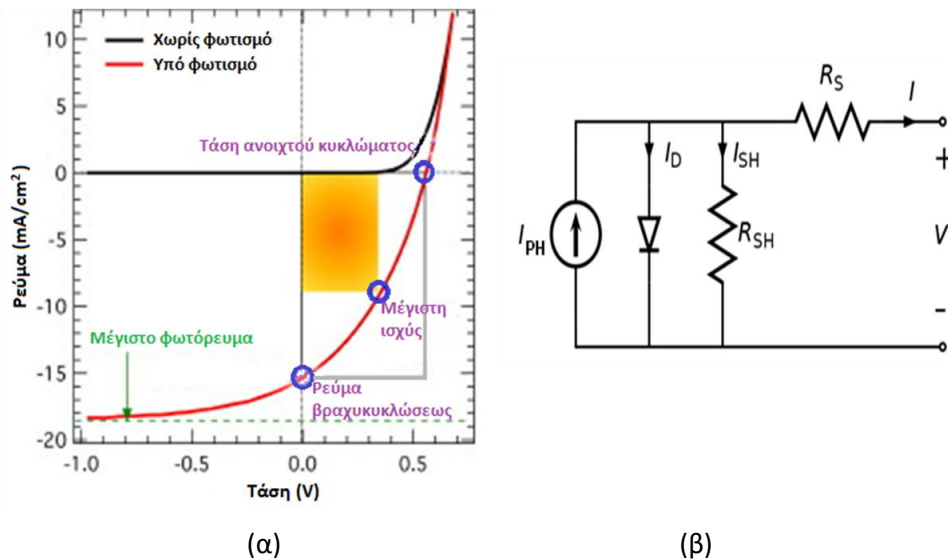 Χωρίς φωτισμό
Υπό φωτισμό
Τάση ανοιχτού κυκλώματος
Μέγιστη
ισχύς
Μέγιστο φωτόρευμα
Ρεύμα
βραχυκυκλώσεως
Ρεύμα (mA/cm²)
10
5
0
-5
-10
-15
-20
-1.0
-0.5
0.0
0.5
Τάση (V)
(α)
R_S
I
I_D
I_SH
I_PH
R_SH
+
V
-
(β)